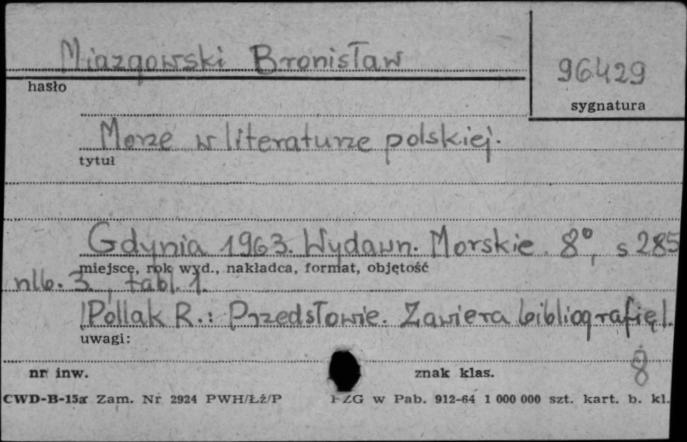 Miazgowski Bronisław
96429
hasło
sygnatura
Morze w literaturze polskiej.
tytuł
Gdynia 1963. Wydawn. Morskie. 8°, s 285
miejsce, rok wyd., nakładca, format, objętość
nlb. 3, tabl. 1.
|Pollak R.: Przedsłowie. Zawiera bibliografię|.
uwagi:
8
nr inw.
znak klas.
CWD-B-15a Zam. Nr 2924 PWH/Łź/P
PZG w Pab. 912-64 1 000 000 szt. kart. b. kl.